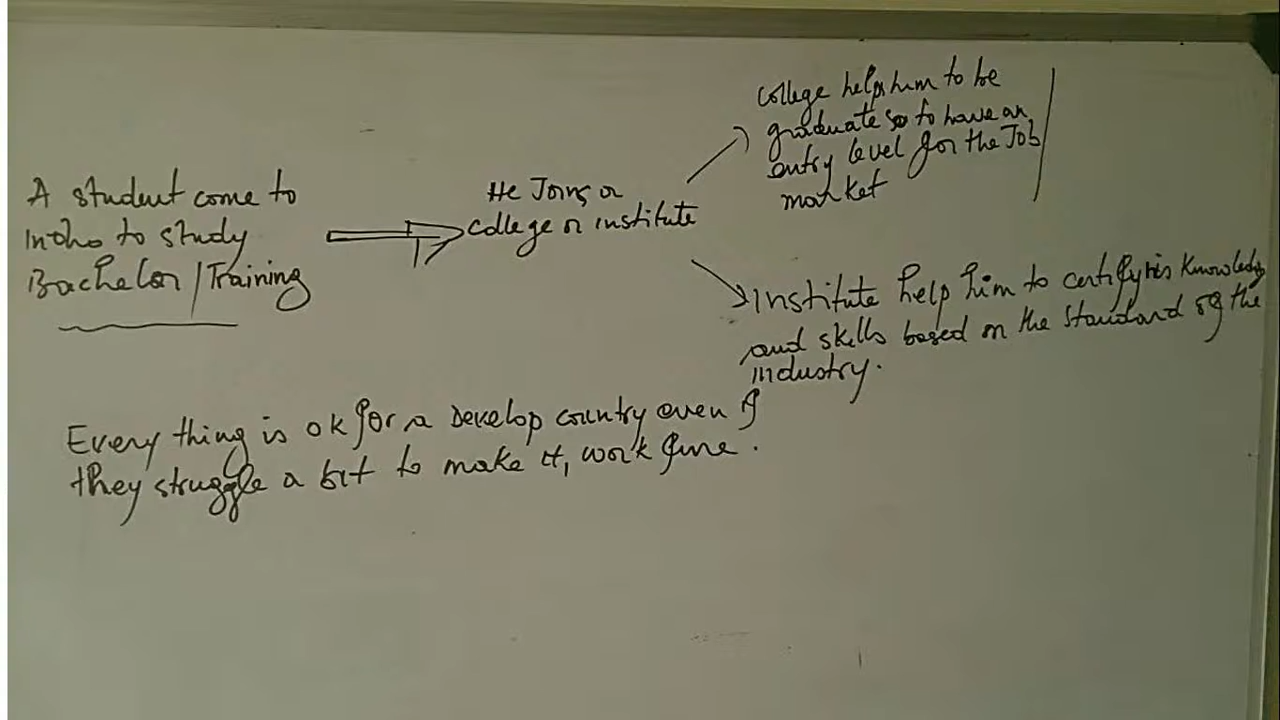 A student come to
to study
Bachelor / Training
He Joins a
college or institute
college helps him to be
graduate so to have an
entry level for the Job
market
Institute help him to certify his knowledge
and skills based on the standard of the
industry.
Every thing is ok for a Develop country even if
they struggle a bit to make it, work fine.